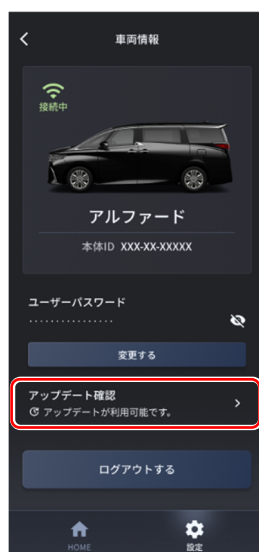 車両情報
接続中
アルファード
本体ID XXX-XX-XXXXX
ユーザーパスワード
················
変更する
アップデート確認
アップデートが利用可能です。
ログアウトする
HOME
設定